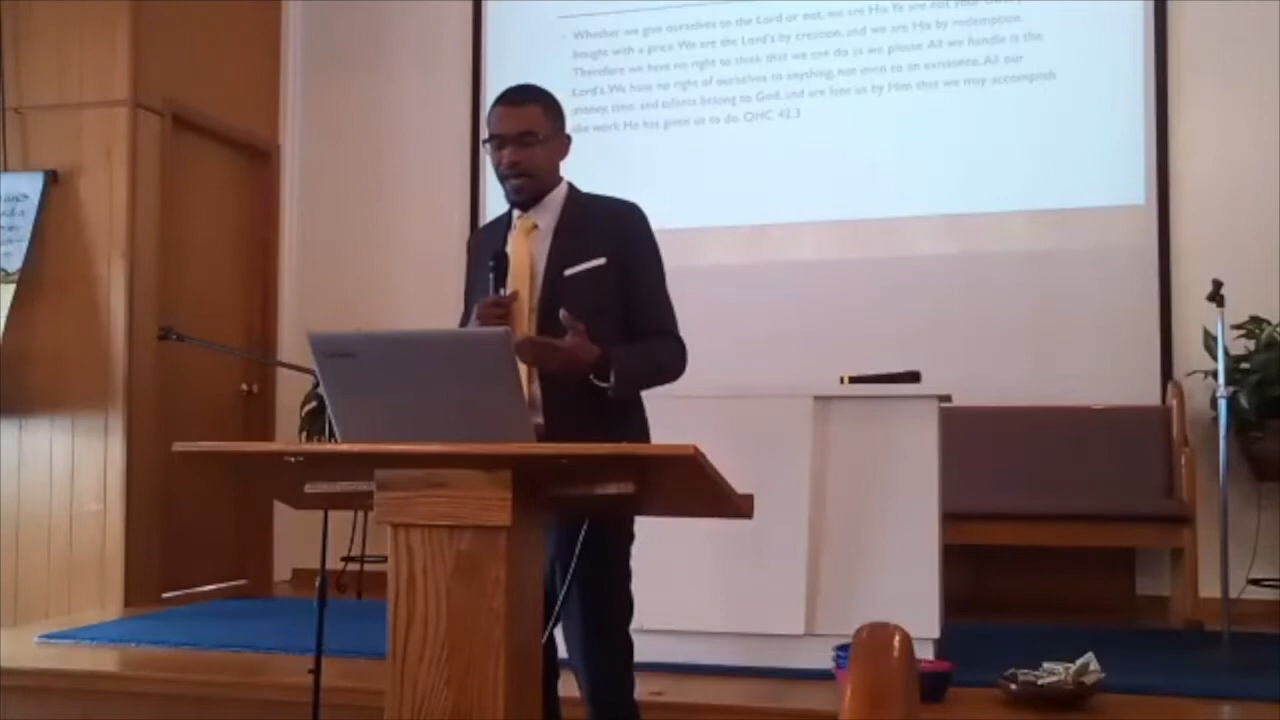 Whether we give ourselves to the Lord or not, we are His. Ye are not your
bought with a price. We are the Lord's by creation, and we are His by redemption.
Therefore we have no right to think that we can do as we please. All we handle is the
Lord's. We have no right of ourselves to anything, not even to an existence. All our
money, time, and talents belong to God, and are lent us by Him that we may accomplish
the work He has given us to do. OHC 42.3